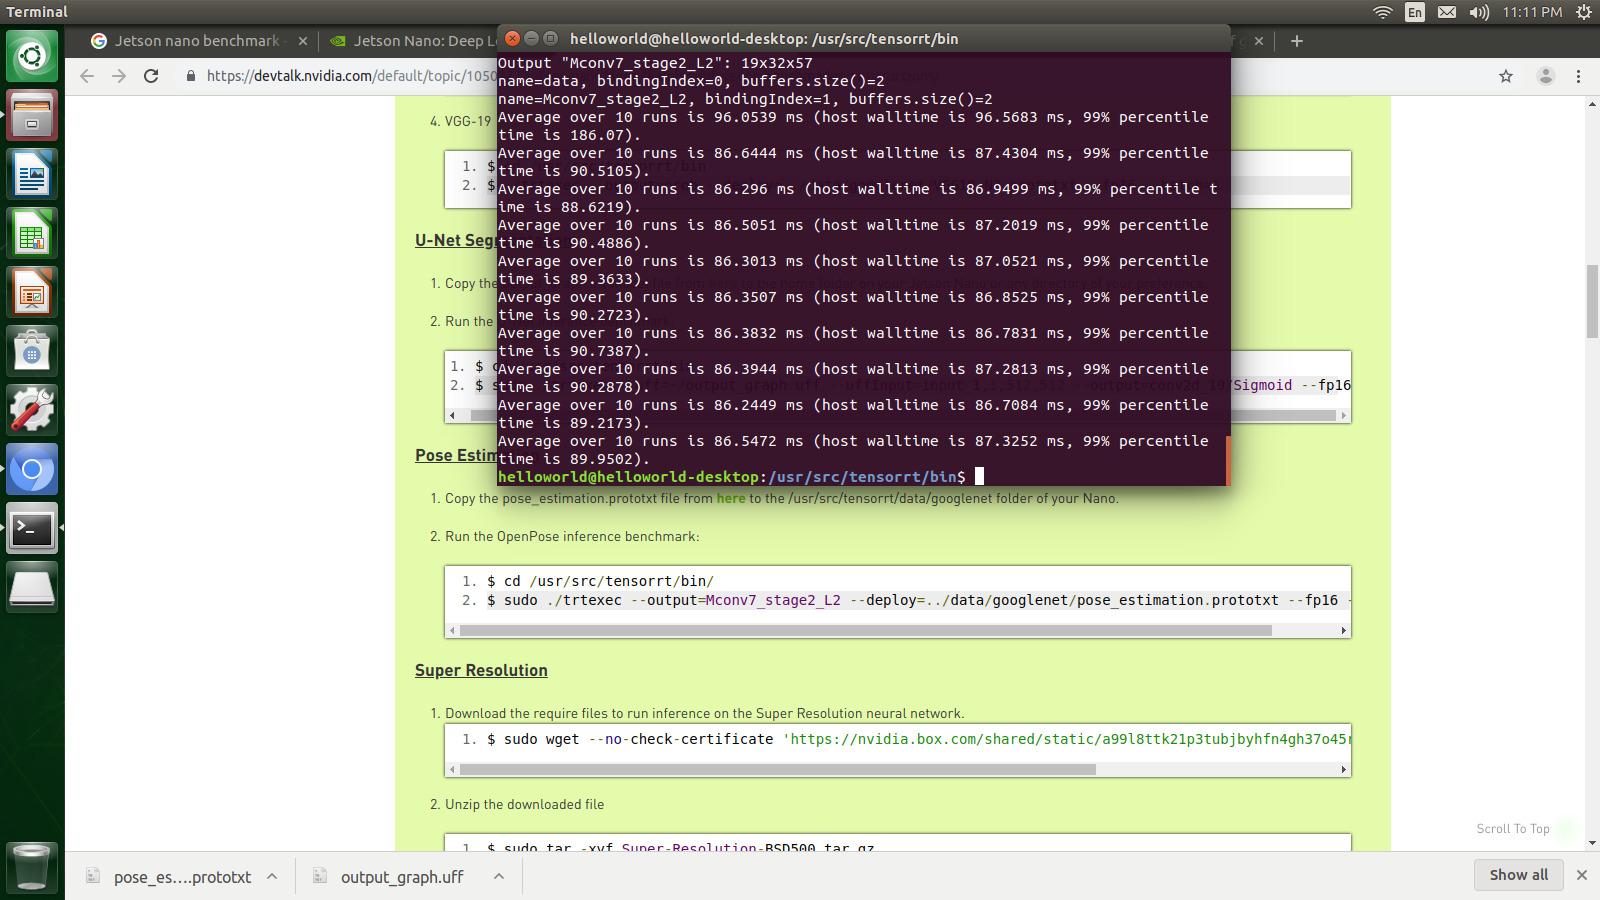 Terminal
En
11:11 PM
Jetson nano benchmark
Jetson Nano: Deep L
helloworld@helloworld-desktop: /usr/src/tensorrt/bin
https://devtalk.nvidia.com/default/topic/1050
Output "Mconv7_stage2_L2": 19x32x57
name=data, bindingIndex=0, buffers.size()=2
name=Mconv7_stage2_L2, bindingIndex=1, buffers.size()=2
Average over 10 runs is 96.0539 ms (host walltime is 96.5683 ms, 99% percentile
time is 186.07).
Average over 10 runs is 86.6444 ms (host walltime is 87.4304 ms, 99% percentile
time is 90.5105).
Average over 10 runs is 86.296 ms (host walltime is 86.9499 ms, 99% percentile t
ime is 88.6219).
Average over 10 runs is 86.5051 ms (host walltime is 87.2019 ms, 99% percentile
time is 90.4886).
Average over 10 runs is 86.3013 ms (host walltime is 87.0521 ms, 99% percentile
time is 89.3633).
Average over 10 runs is 86.3507 ms (host walltime is 86.8525 ms, 99% percentile
time is 90.2723).
Average over 10 runs is 86.3832 ms (host walltime is 86.7831 ms, 99% percentile
time is 90.7387).
Average over 10 runs is 86.3944 ms (host walltime is 87.2813 ms, 99% percentile
time is 90.2878).
Average over 10 runs is 86.2449 ms (host walltime is 86.7084 ms, 99% percentile
time is 89.2173).
Average over 10 runs is 86.5472 ms (host walltime is 87.3252 ms, 99% percentile
time is 89.9502).
helloworld@helloworld-desktop:/usr/src/tensorrt/bin$
4. VGG-19
1. $
2. $
U-Net Seg
1. Copy the
2. Run the
1. $ c
2. $ s
Sigmoid --fp16
Pose Estim
1. Copy the pose_estimation.prototxt file from here to the /usr/src/tensorrt/data/googlenet folder of your Nano.
2. Run the OpenPose inference benchmark:
1. $ cd /usr/src/tensorrt/bin/
2. $ sudo ./trtexec --output=Mconv7_stage2_L2 --deploy=../data/googlenet/pose_estimation.prototxt --fp16 -
Super Resolution
1. Download the require files to run inference on the Super Resolution neural network.
1. $ sudo wget --no-check-certificate 'https://nvidia.box.com/shared/static/a99l8ttk21p3tubjbyhfn4gh37o45r
2. Unzip the downloaded file
1. $ sudo tar -xvf Super-Resolution-BSD500.tar.gz
Scroll To Top
pose_es....prototxt
output_graph.uff
Show all